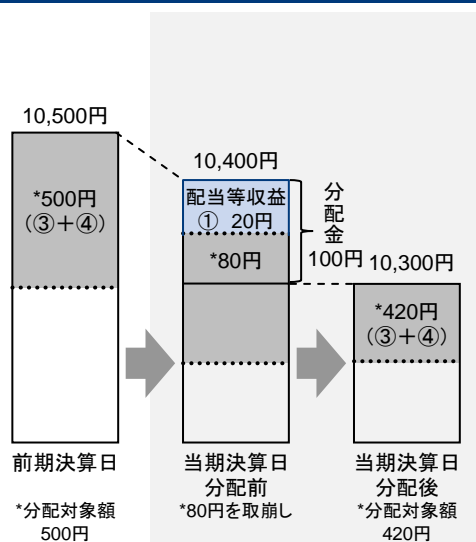 10,500円
*500円
(③+④)
前期決算日
*分配対象額
500円
10,400円
配当等収益
① 20円
*80円
分配金
100円
当期決算日
分配前
*80円を取崩し
10,300円
*420円
(③+④)
当期決算日
分配後
*分配対象額
420円